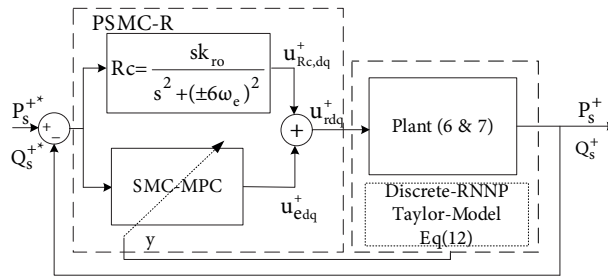 PSMC-R
Rc= sk_ro / s² +(±6ω_e )²
u⁺_Rc,dq
P_s⁺*
+
−
Q_s⁺*
+
u⁺_rdq
Plant (6 & 7)
P_s⁺
Q_s⁺
SMC-MPC
u⁺_edq
y
Discrete-RNNP
Taylor-Model
Eq(12)